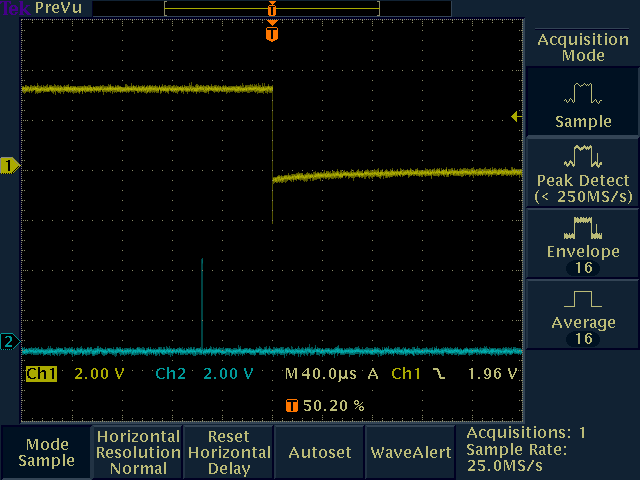 Tek PreVu
T
T
Acquisition
Mode
Sample
Peak Detect
(< 250MS/s)
Envelope
16
Average
16
1
2
Ch1 2.00 V Ch2 2.00 V M 40.0µs A Ch1 1.96 V
T 50.20 %
Mode
Sample
Horizontal
Resolution
Normal
Reset
Horizontal
Delay
Autoset
WaveAlert
Acquisitions: 1
Sample Rate:
25.0MS/s